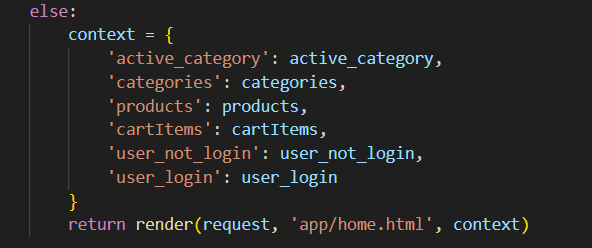 else:
    context = {
        'active_category': active_category,
        'categories': categories,
        'products': products,
        'cartItems': cartItems,
        'user_not_login': user_not_login,
        'user_login': user_login
    }
    return render(request, 'app/home.html', context)